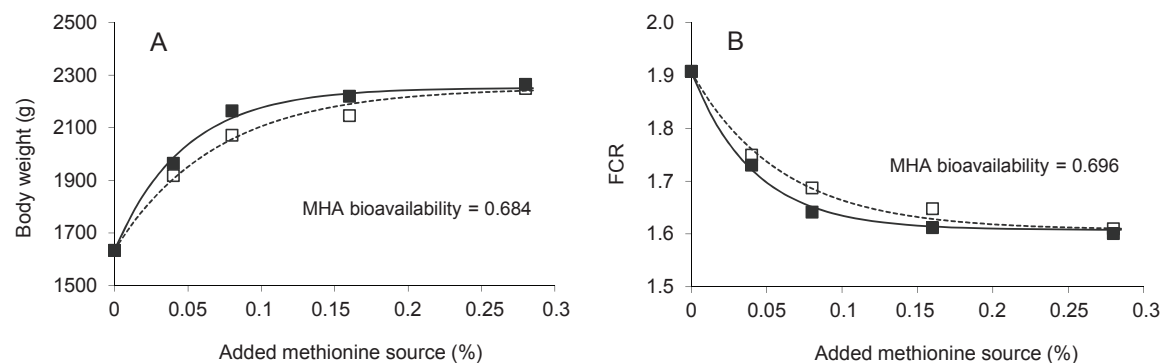 A
Body weight (g)
2500
2300
2100
1900
1700
1500
MHA bioavailability = 0.684
0 0.05 0.1 0.15 0.2 0.25 0.3
Added methionine source (%)
B
FCR
2.0
1.9
1.8
1.7
1.6
1.5
MHA bioavailability = 0.696
0 0.05 0.1 0.15 0.2 0.25 0.3
Added methionine source (%)